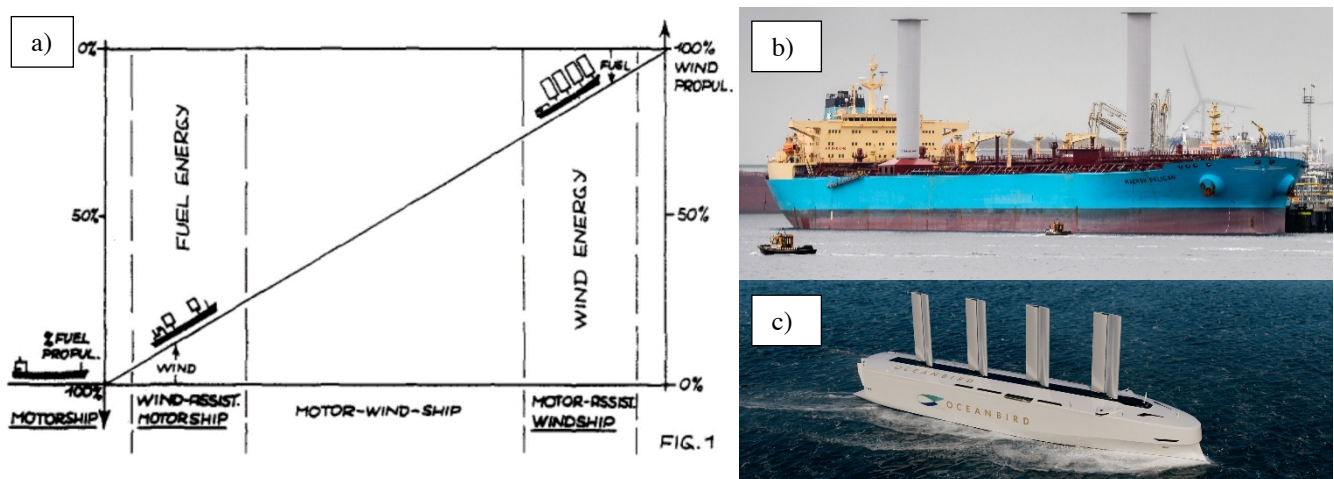 a)
0%
100%
WIND
PROPUL.
FUEL
FUEL ENERGY
50%
50%
WIND ENERGY
% FUEL
PROPUL.
WIND
100%
0%
MOTORSHIP
WIND-ASSIST.
MOTORSHIP
MOTOR-WIND-SHIP
MOTOR-ASSIST.
WINDSHIP
FIG. 1
b)
MAERSK PELICAN
c)
OCEANBIRD
OCEANBIRD